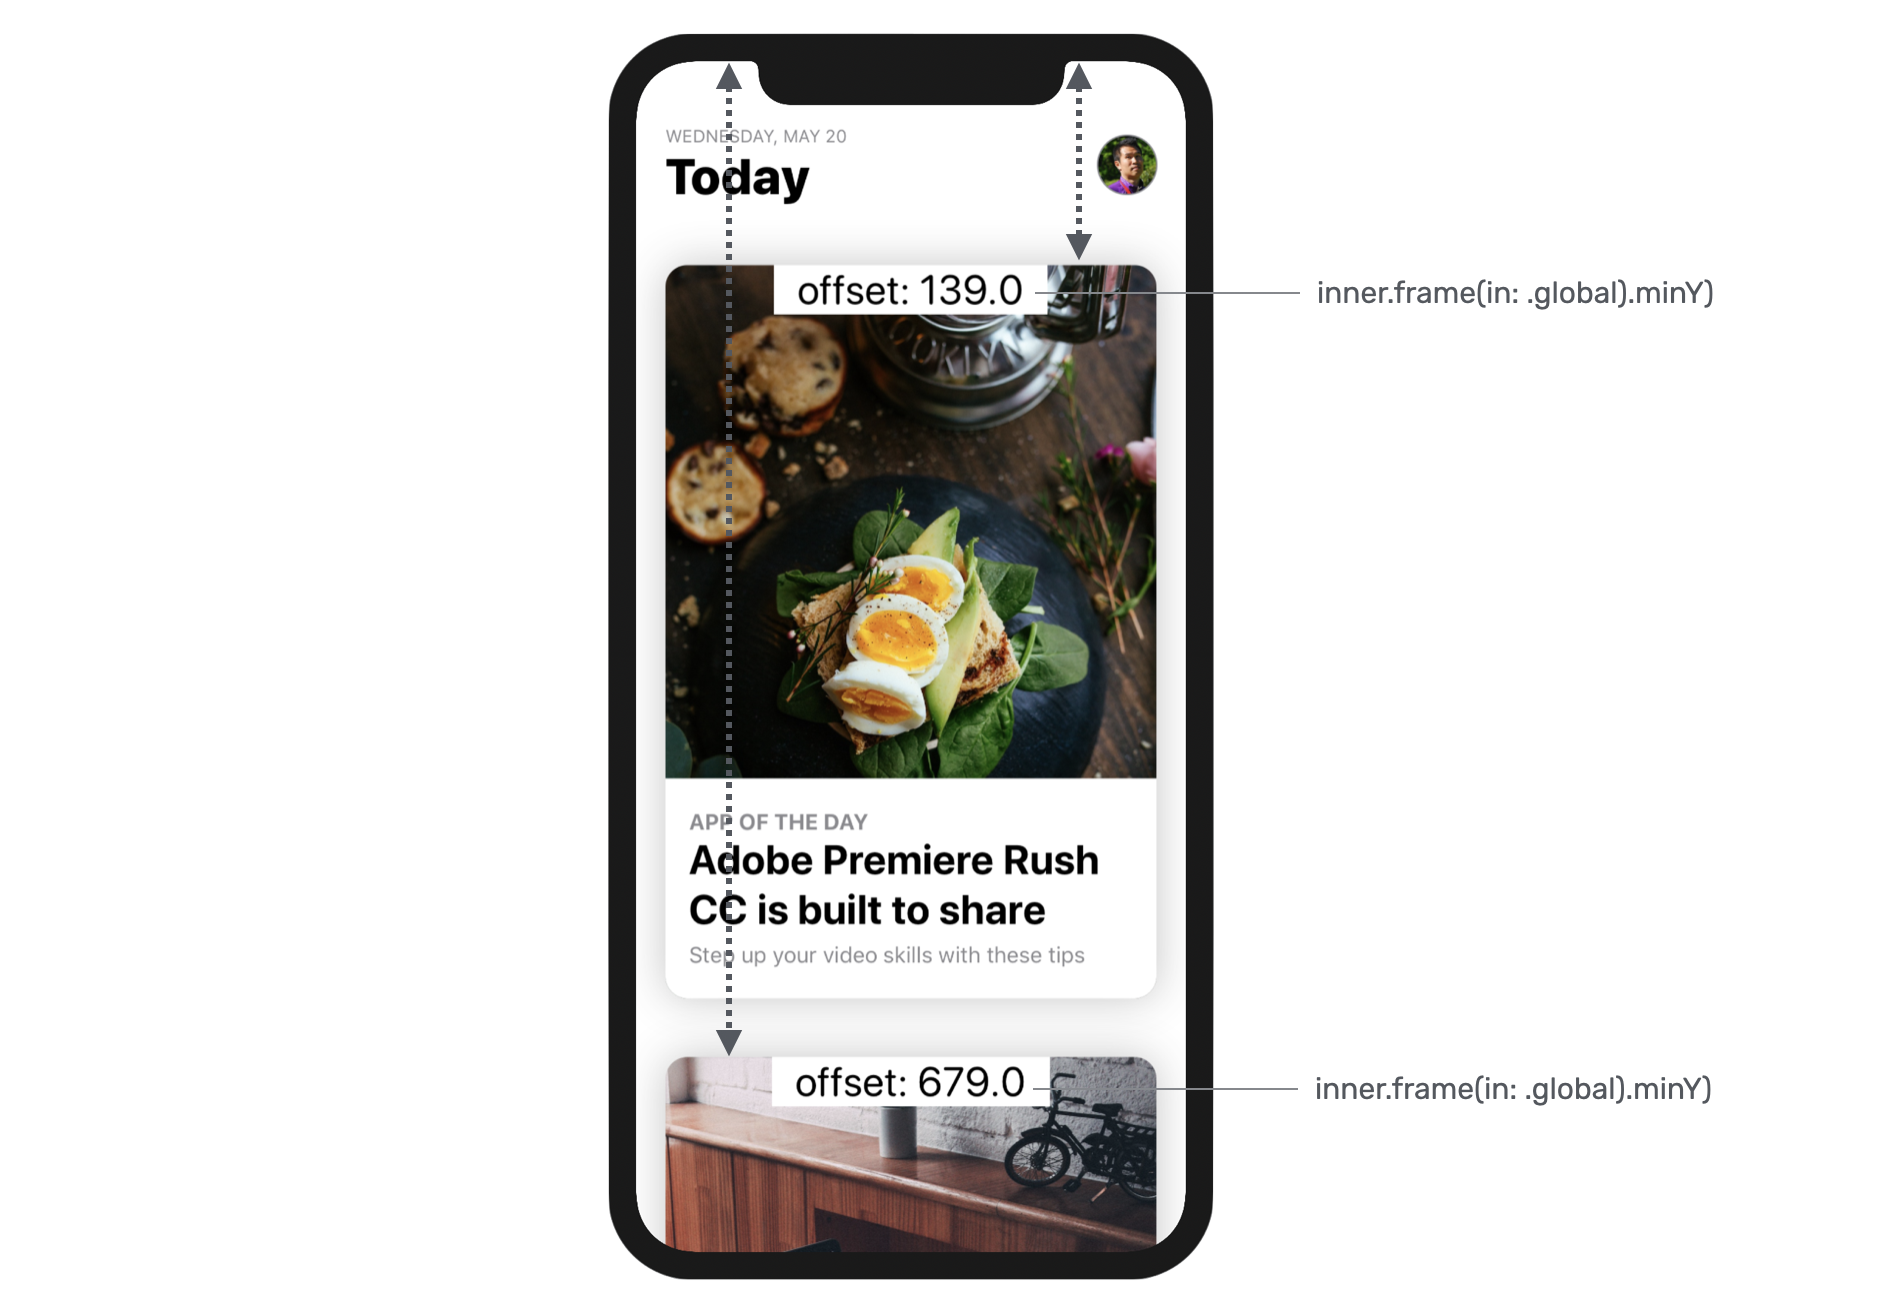 WEDNESDAY, MAY 20
Today
offset: 139.0
inner.frame(in: .global).minY)
OOKLYN
APP OF THE DAY
Adobe Premiere Rush
CC is built to share
Step up your video skills with these tips
offset: 679.0
inner.frame(in: .global).minY)